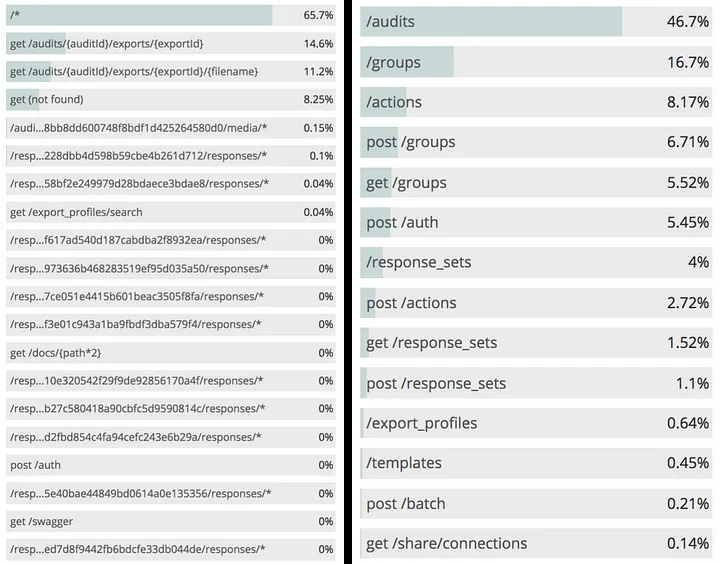 /* 65.7%
get /audits/{auditId}/exports/{exportId} 14.6%
get /audits/{auditId}/exports/{exportId}/{filename} 11.2%
get (not found) 8.25%
/audi...8bb8dd600748f8bdf1d425264580d0/media/* 0.15%
/resp...228dbb4d598b59cbe4b261d712/responses/* 0.1%
/resp...58bf2e249979d28bdaece3bdae8/responses/* 0.04%
get /export_profiles/search 0.04%
/resp...f617ad540d187cabdba2f8932ea/responses/* 0%
/resp...973636b468283519ef95d035a50/responses/* 0%
/resp...7ce051e4415b601beac3505f8fa/responses/* 0%
/resp...f3e01c943a1ba9fbdf3dba579f4/responses/* 0%
get /docs/{path*2} 0%
/resp...10e320542f29f9de92856170a4f/responses/* 0%
/resp...b27c580418a90cbfc5d9590814c/responses/* 0%
/resp...d2fbd854c4fa94cefc243e6b29a/responses/* 0%
post /auth 0%
/resp...5e40bae44849bd0614a0e135356/responses/* 0%
get /swagger 0%
/resp...ed7d8f9442fb6bdcfe33db044de/responses/* 0%
/audits 46.7%
/groups 16.7%
/actions 8.17%
post /groups 6.71%
get /groups 5.52%
post /auth 5.45%
/response_sets 4%
post /actions 2.72%
get /response_sets 1.52%
post /response_sets 1.1%
/export_profiles 0.64%
/templates 0.45%
post /batch 0.21%
get /share/connections 0.14%